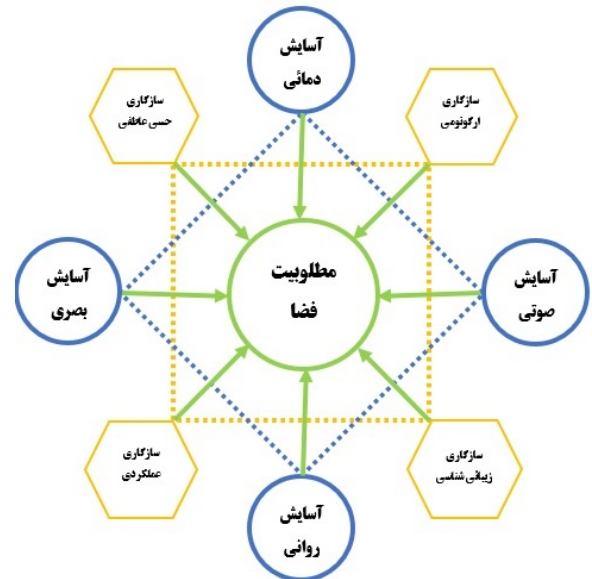 آسایش
دمائی
سازگاری
ارگونومی
سازگاری
حسی عاطفی
آسایش
صوتی
مطلوبیت
فضا
آسایش
بصری
سازگاری
زیبائی شناسی
سازگاری
عملکردی
آسایش
روانی